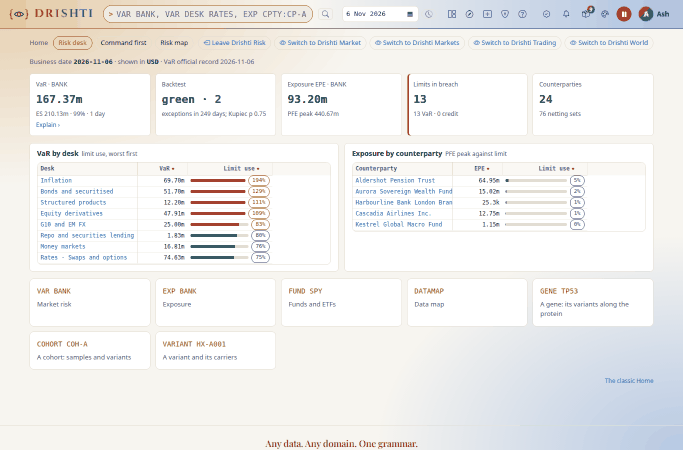 {👁} DRISHTI
> VAR BANK, VAR DESK RATES, EXP CPTY:CP-A
6 Nov 2026
9
A Ash
Home Risk desk Command first Risk map Leave Drishti Risk Switch to Drishti Market Switch to Drishti Markets Switch to Drishti Trading Switch to Drishti World
Business date 2026-11-06 · shown in USD · VaR official record 2026-11-06
VaR · BANK
167.37m
ES 210.13m · 99% · 1 day
Explain ›
Backtest
green · 2
exceptions in 249 days; Kupiec p 0.75
Exposure EPE · BANK
93.20m
PFE peak 440.67m
Limits in breach
13
13 VaR · 0 credit
Counterparties
24
76 netting sets
VaR by desk limit use, worst first
Desk VaR ▾ Limit use ▾
Inflation 69.70m 194%
Bonds and securitised 51.70m 129%
Structured products 12.20m 111%
Equity derivatives 47.91m 109%
G10 and EM FX 25.00m 83%
Repo and securities lending 1.83m 80%
Money markets 16.81m 76%
Rates - Swaps and options 74.63m 75%
Exposure by counterparty PFE peak against limit
Counterparty EPE ▾ Limit use ▾
Aldershot Pension Trust 64.95m 5%
Aurora Sovereign Wealth Fund 15.02m 2%
Harbourline Bank London Bran 25.3k 1%
Cascadia Airlines Inc. 12.75m 1%
Kestrel Global Macro Fund 1.15m 0%
VAR BANK
Market risk
EXP BANK
Exposure
FUND SPY
Funds and ETFs
DATAMAP
Data map
GENE TP53
A gene: its variants along the
protein
COHORT COH-A
A cohort: samples and variants
VARIANT HX-A001
A variant and its carriers
The classic Home
Any data. Any domain. One grammar.